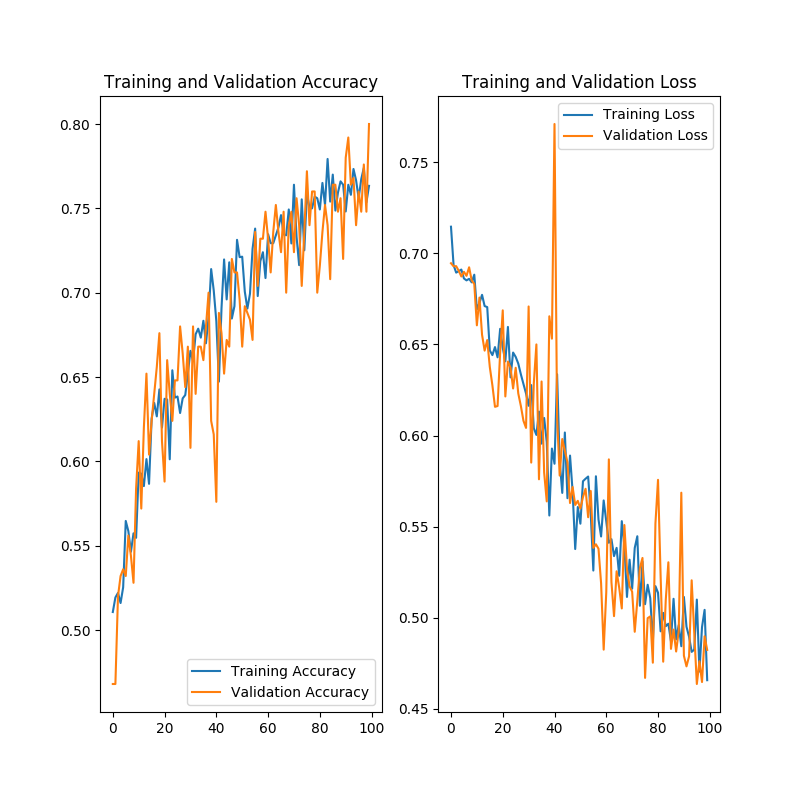 Training and Validation Accuracy
0.80
0.75
0.70
0.65
0.60
0.55
0.50
Training Accuracy
Validation Accuracy
0 20 40 60 80 100
Training and Validation Loss
Training Loss
Validation Loss
0.75
0.70
0.65
0.60
0.55
0.50
0.45
0 20 40 60 80 100